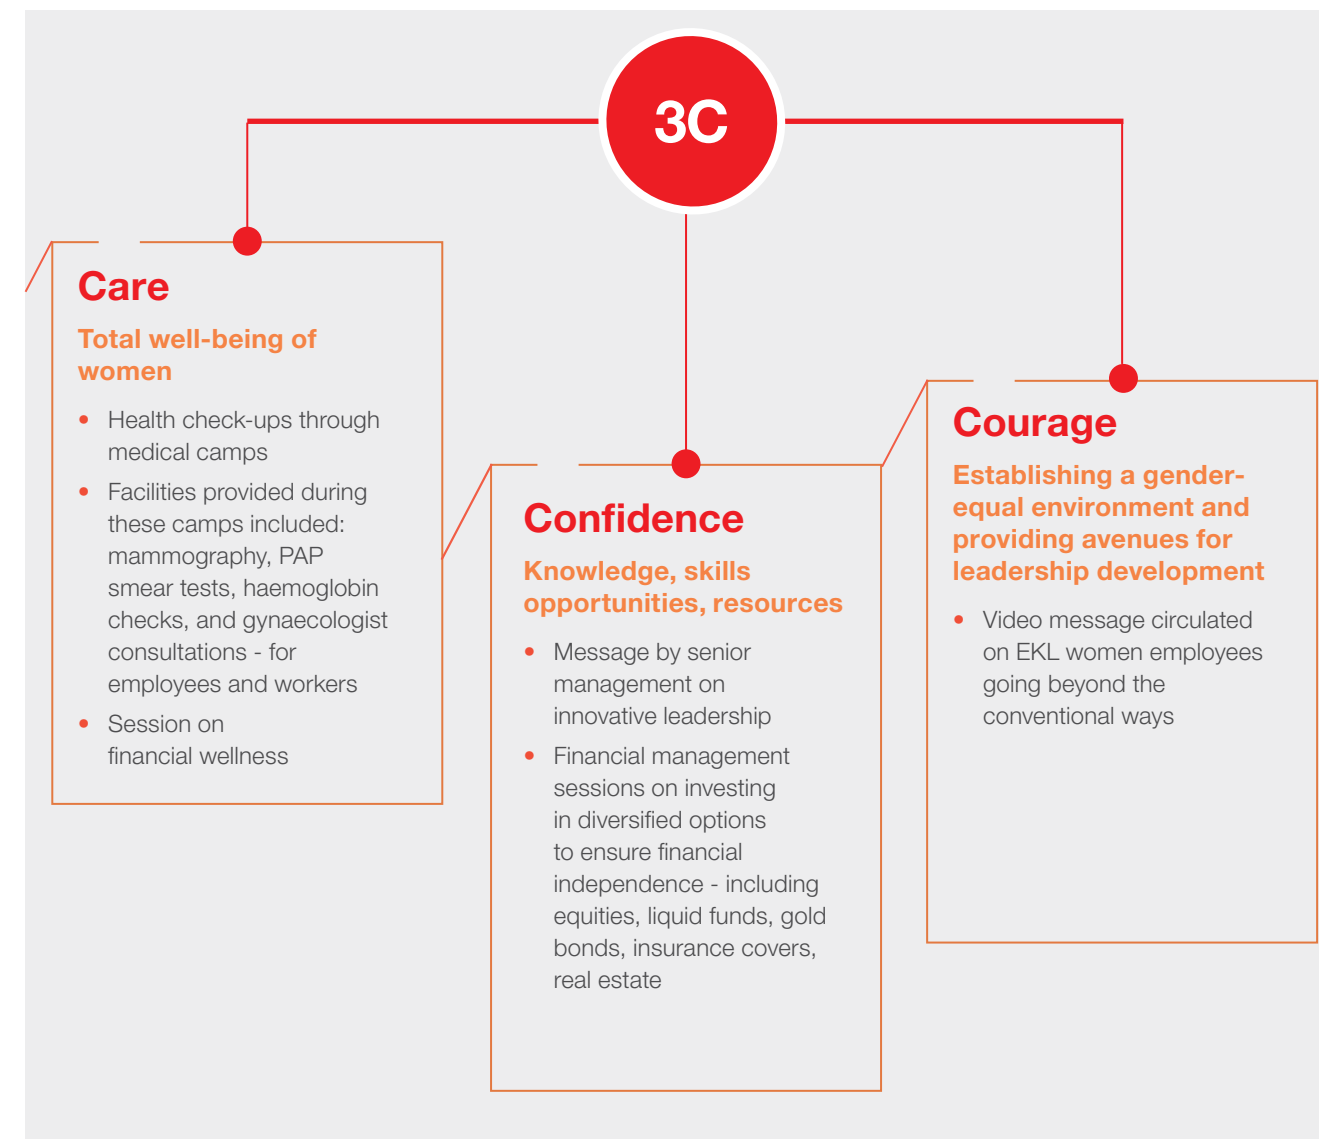 3C
Care
Total well-being of
women
• Health check-ups through
medical camps
• Facilities provided during
these camps included:
mammography, PAP
smear tests, haemoglobin
checks, and gynaecologist
consultations - for
employees and workers
• Session on
financial wellness
Confidence
Knowledge, skills
opportunities, resources
• Message by senior
management on
innovative leadership
• Financial management
sessions on investing
in diversified options
to ensure financial
independence - including
equities, liquid funds, gold
bonds, insurance covers,
real estate
Courage
Establishing a gender-
equal environment and
providing avenues for
leadership development
• Video message circulated
on EKL women employees
going beyond the
conventional ways